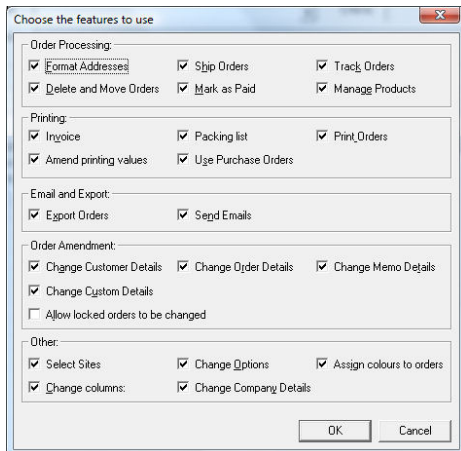 Choose the features to use
Order Processing:
Format Addresses Ship Orders Track Orders
Delete and Move Orders Mark as Paid Manage Products
Printing:
Invoice Packing list Print Orders
Amend printing values Use Purchase Orders
Email and Export:
Export Orders Send Emails
Order Amendment:
Change Customer Details Change Order Details Change Memo Details
Change Custom Details
Allow locked orders to be changed
Other:
Select Sites Change Options Assign colours to orders
Change columns: Change Company Details
OK Cancel